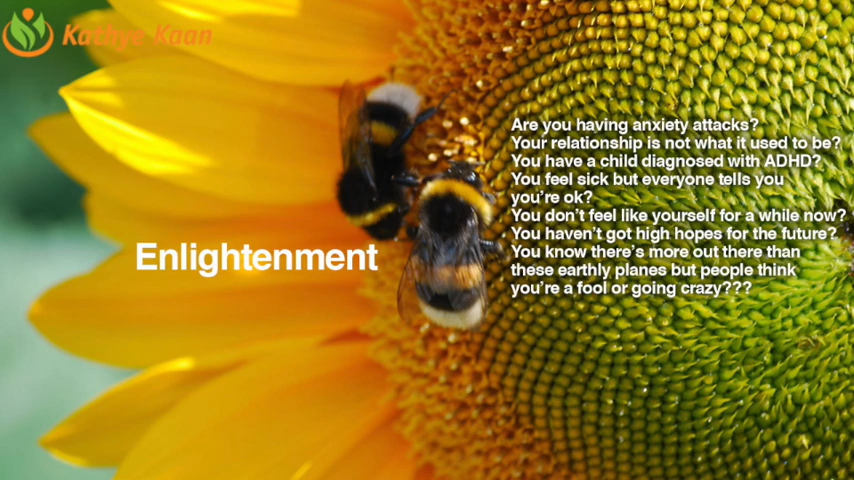 Kathye Kaan
Are you having anxiety attacks?
Your relationship is not what it used to be?
You have a child diagnosed with ADHD?
You feel sick but everyone tells you
you're ok?
You don't feel like yourself for a while now?
You haven't got high hopes for the future?
You know there's more out there than
these earthly planes but people think
you're a fool or going crazy???
Enlightenment